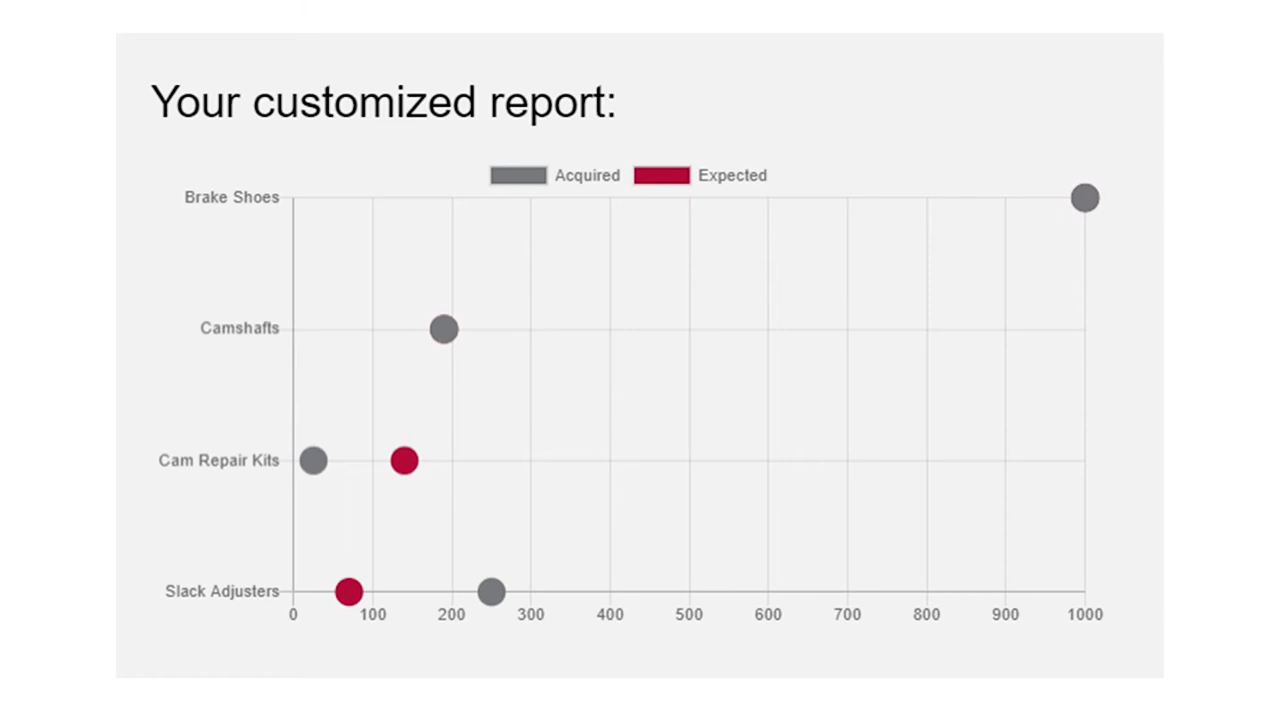 Your customized report:
Acquired Expected
Brake Shoes
Camshafts
Cam Repair Kits
Slack Adjusters
0 100 200 300 400 500 600 700 800 900 1000